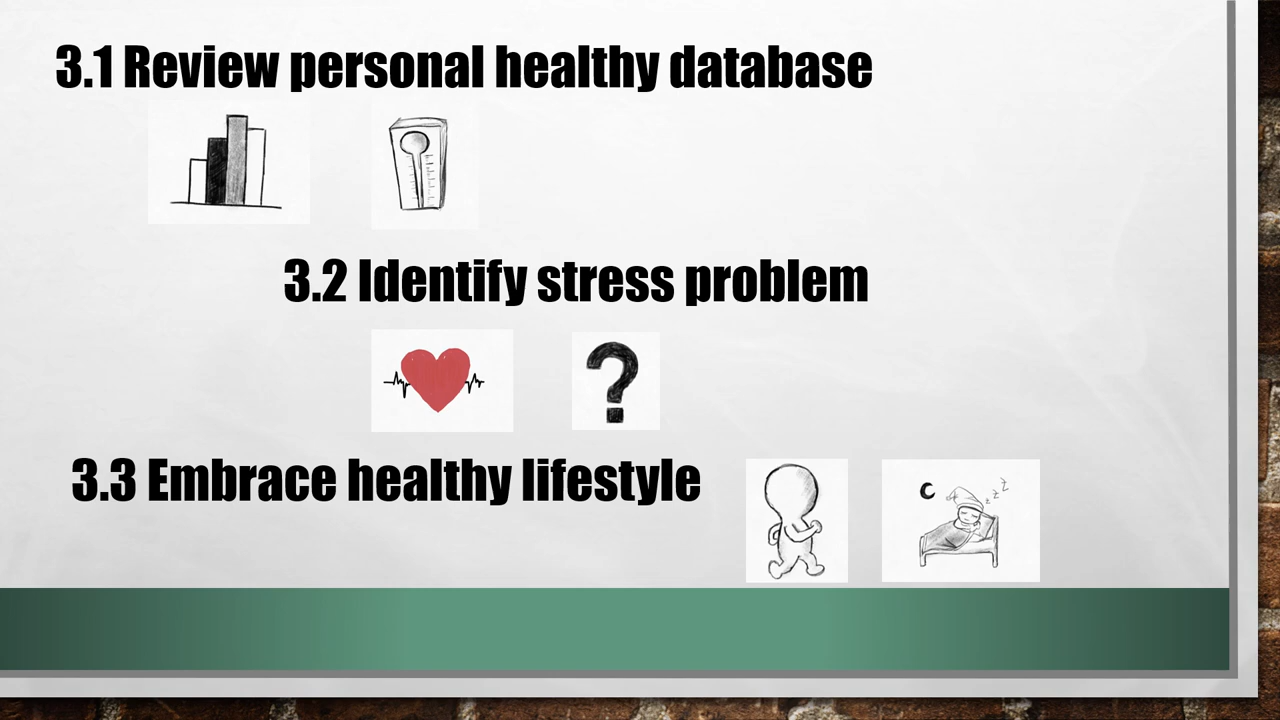 3.1 Review personal healthy database
3.2 Identify stress problem
?
3.3 Embrace healthy lifestyle
z z z